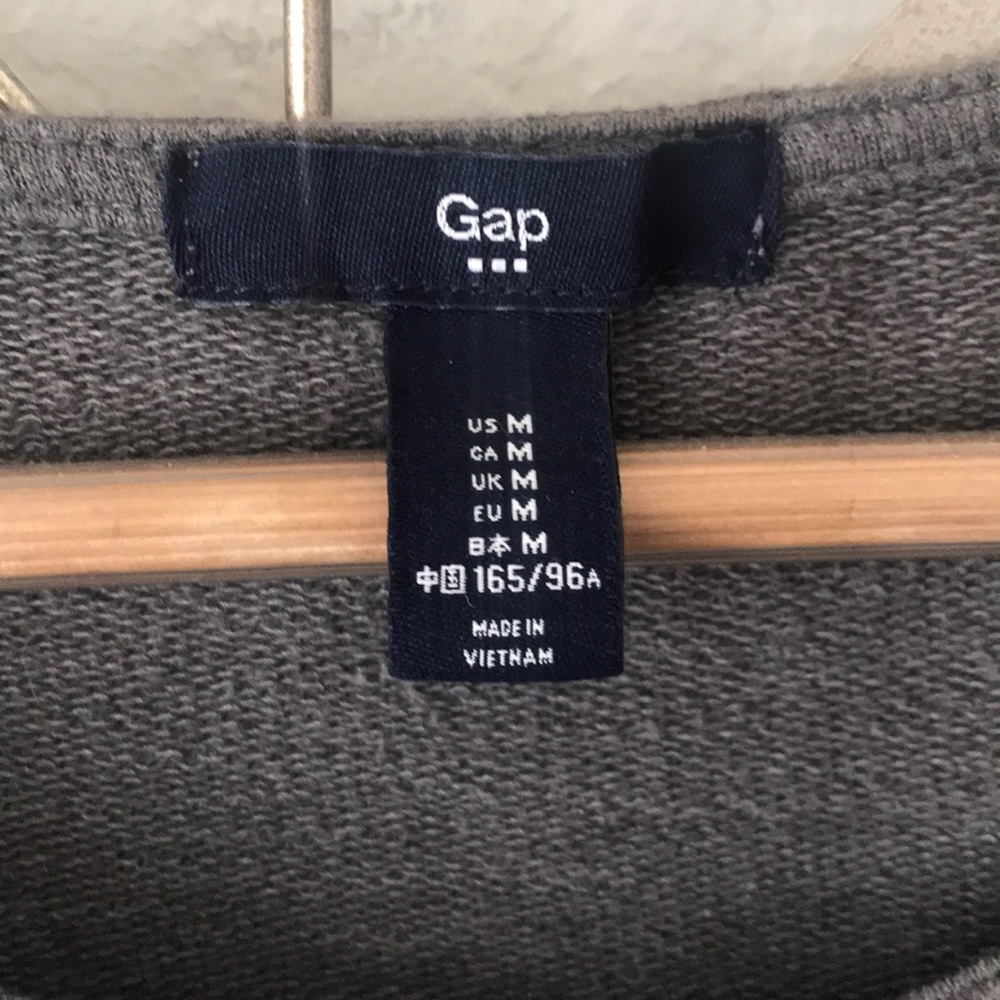 Gap
US M
CA M
UK M
EU M
日本 M
中国 165/96A
MADE IN
VIETNAM